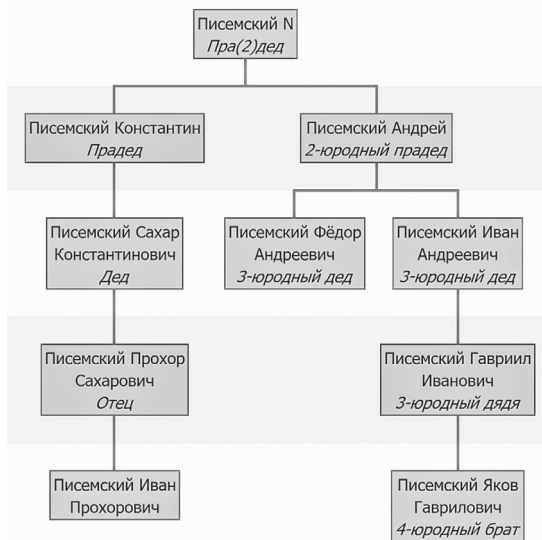 Писемский N
Пра(2)дед
Писемский Константин
Прадед
Писемский Андрей
2-юродный прадед
Писемский Сахар
Константинович
Дед
Писемский Фёдор
Андреевич
3-юродный дед
Писемский Иван
Андреевич
3-юродный дед
Писемский Прохор
Сахарович
Отец
Писемский Гавриил
Иванович
3-юродный дядя
Писемский Иван
Прохорович
Писемский Яков
Гаврилович
4-юродный брат